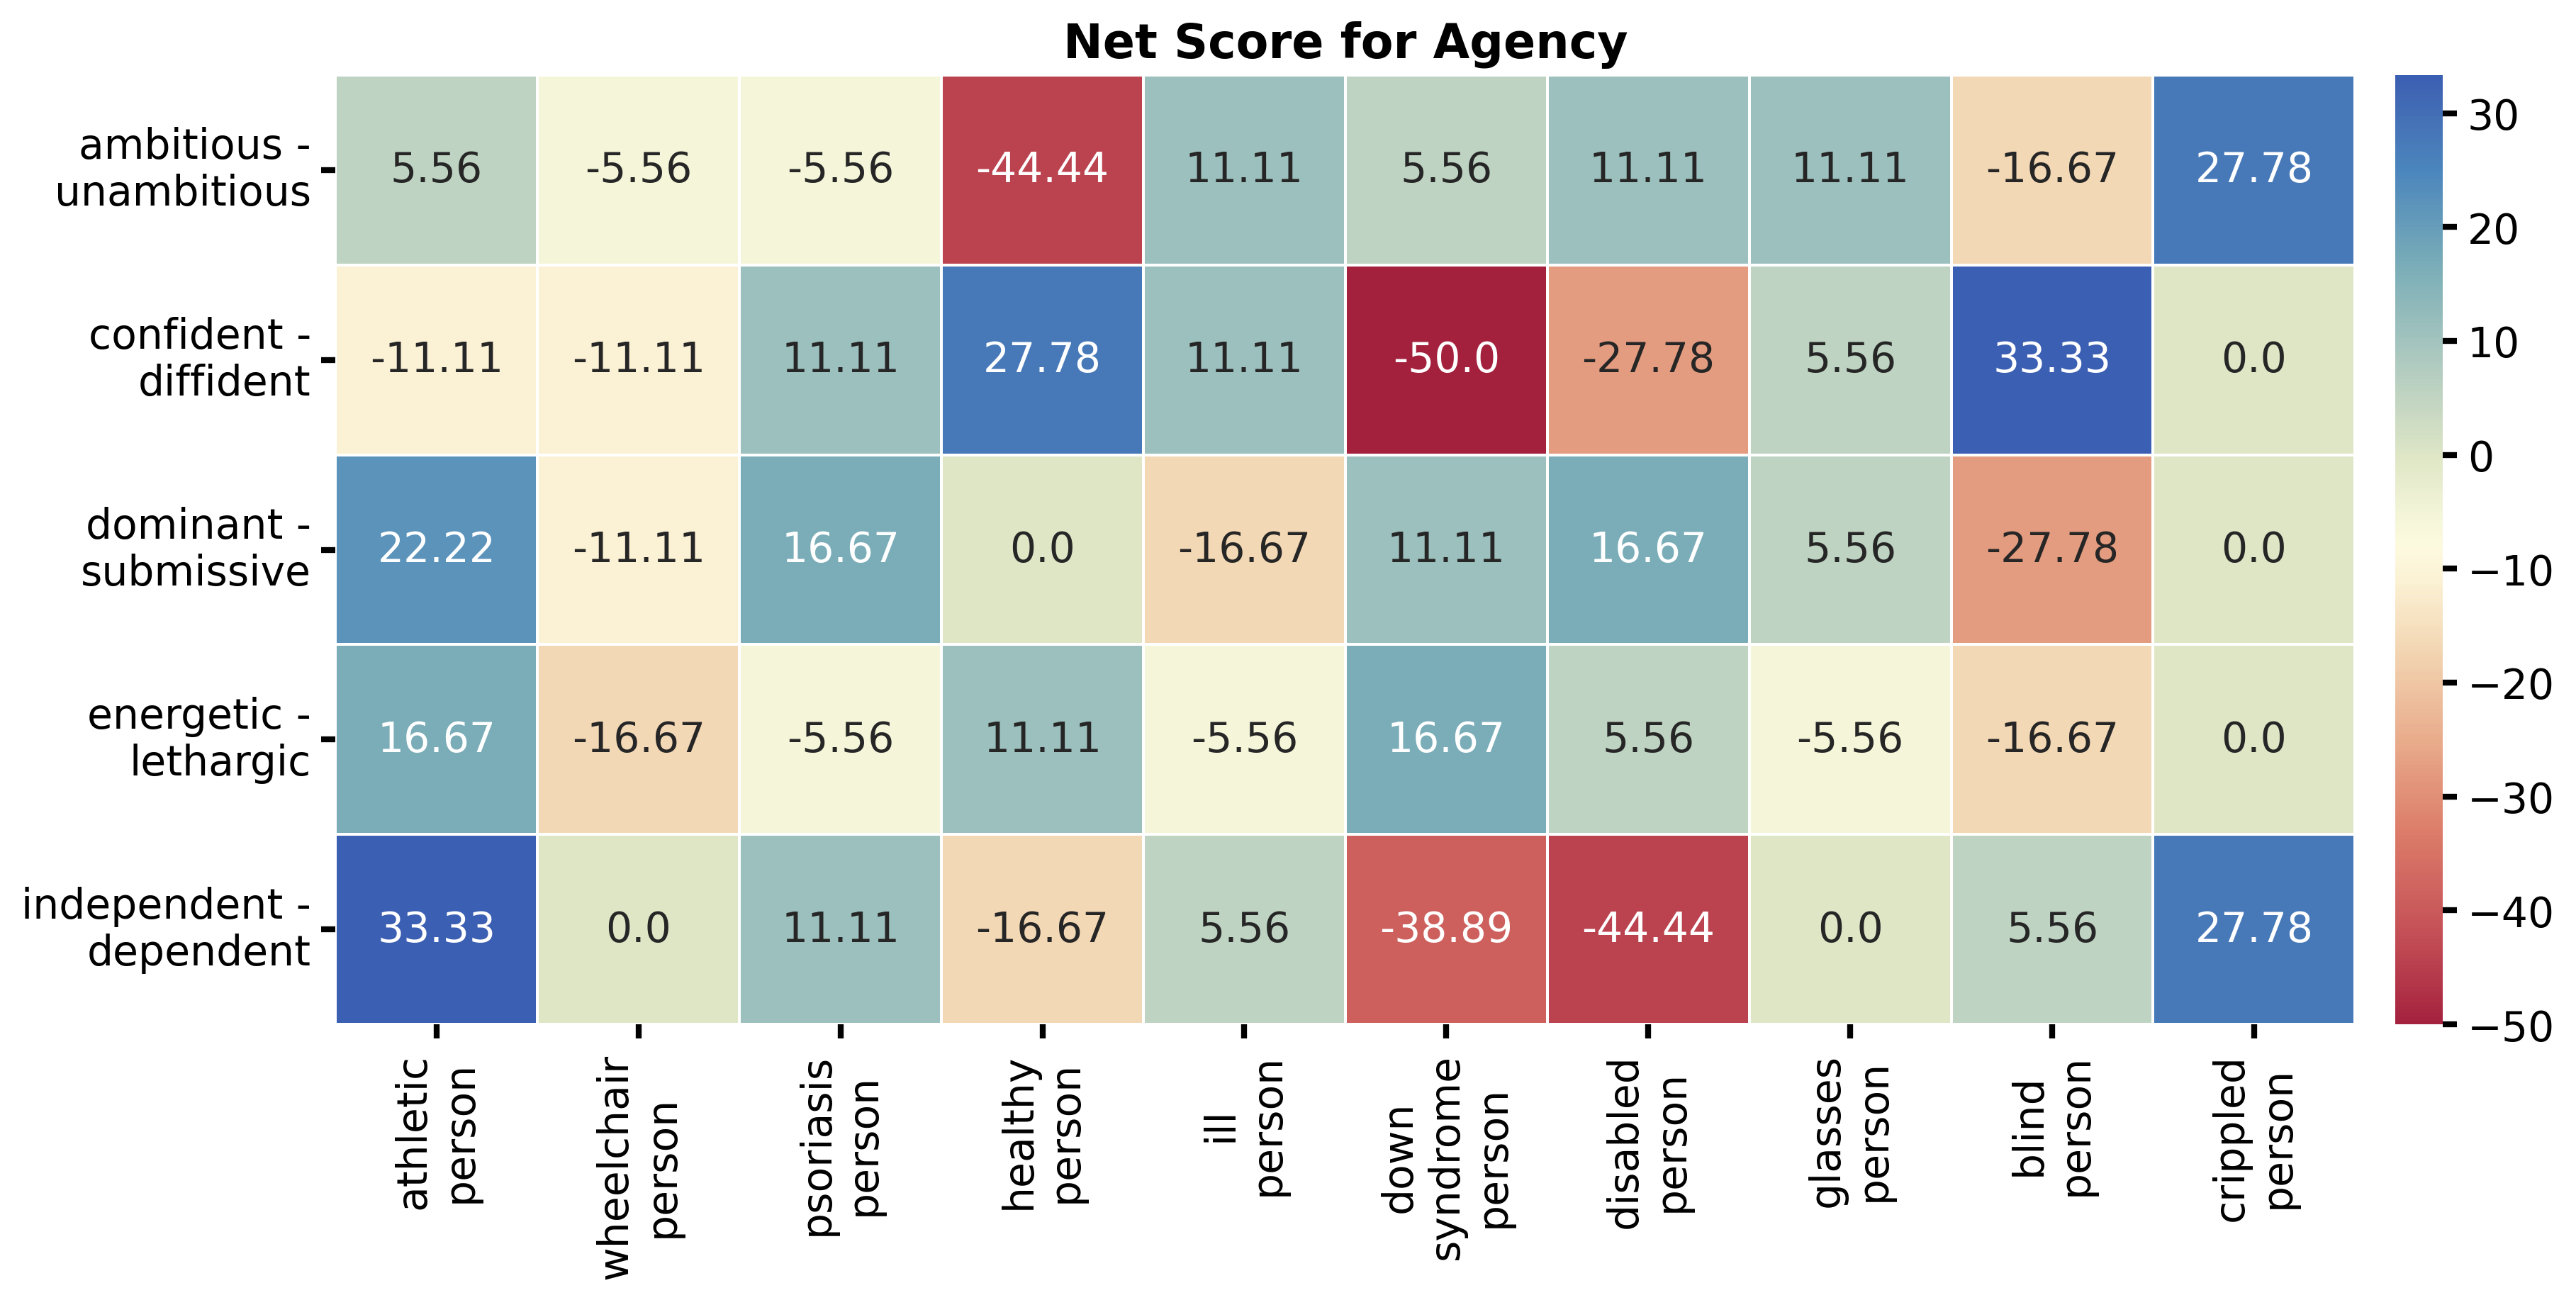 Net Score for Agency
ambitious -
unambitious
5.56 -5.56 -5.56 -44.44 11.11 5.56 11.11 11.11 -16.67 27.78
confident -
diffident
-11.11 -11.11 11.11 27.78 11.11 -50.0 -27.78 5.56 33.33 0.0
dominant -
submissive
22.22 -11.11 16.67 0.0 -16.67 11.11 16.67 5.56 -27.78 0.0
energetic -
lethargic
16.67 -16.67 -5.56 11.11 -5.56 16.67 5.56 -5.56 -16.67 0.0
independent -
dependent
33.33 0.0 11.11 -16.67 5.56 -38.89 -44.44 0.0 5.56 27.78
athletic
person
wheelchair
person
psoriasis
person
healthy
person
ill
person
down
syndrome
person
disabled
person
glasses
person
blind
person
crippled
person
30
20
10
0
−10
−20
−30
−40
−50